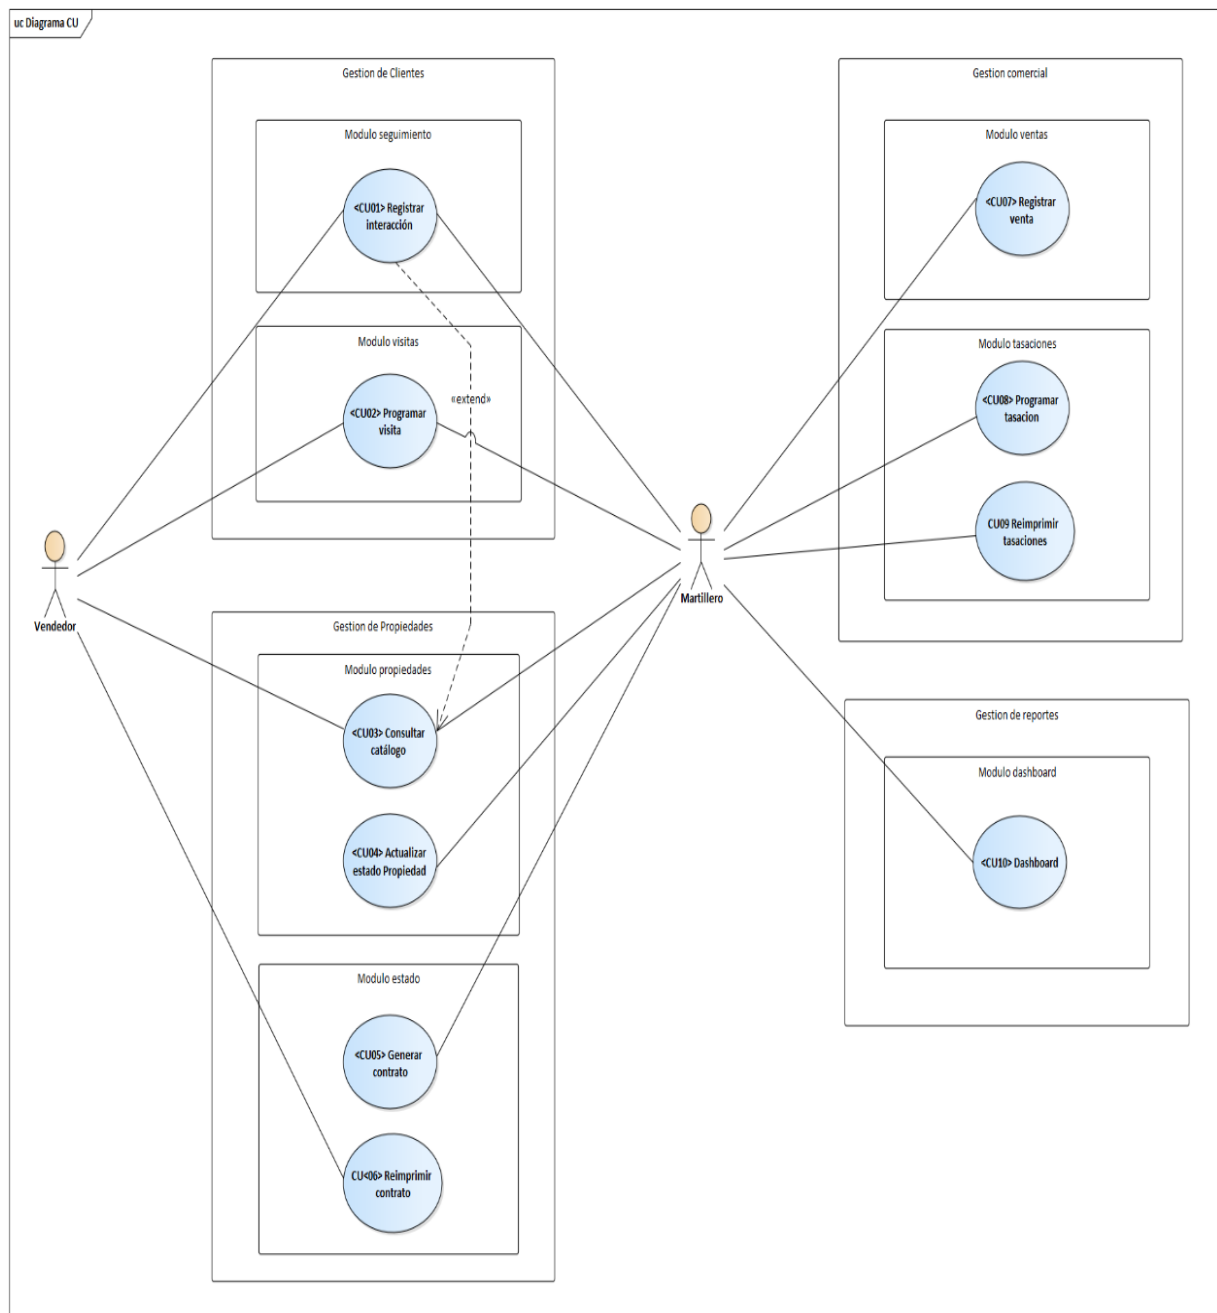 uc Diagrama CU
Gestion de Clientes
Modulo seguimiento
<CU01> Registrar
interacción
Modulo visitas
<CU02> Programar
visita
«extend»
Vendedor
Gestion de Propiedades
Modulo propiedades
<CU03> Consultar
catálogo
<CU04> Actualizar
estado Propiedad
Modulo estado
<CU05> Generar
contrato
CU<06> Reimprimir
contrato
Martillero
Gestion comercial
Modulo ventas
<CU07> Registrar
venta
Modulo tasaciones
<CU08> Programar
tasacion
CU09 Reimprimir
tasaciones
Gestion de reportes
Modulo dashboard
<CU10> Dashboard